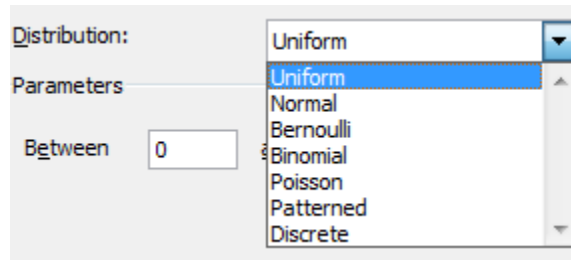 Distribution: Uniform
Parameters Uniform
Normal
Bernoulli
Between 0 Binomial
Poisson
Patterned
Discrete